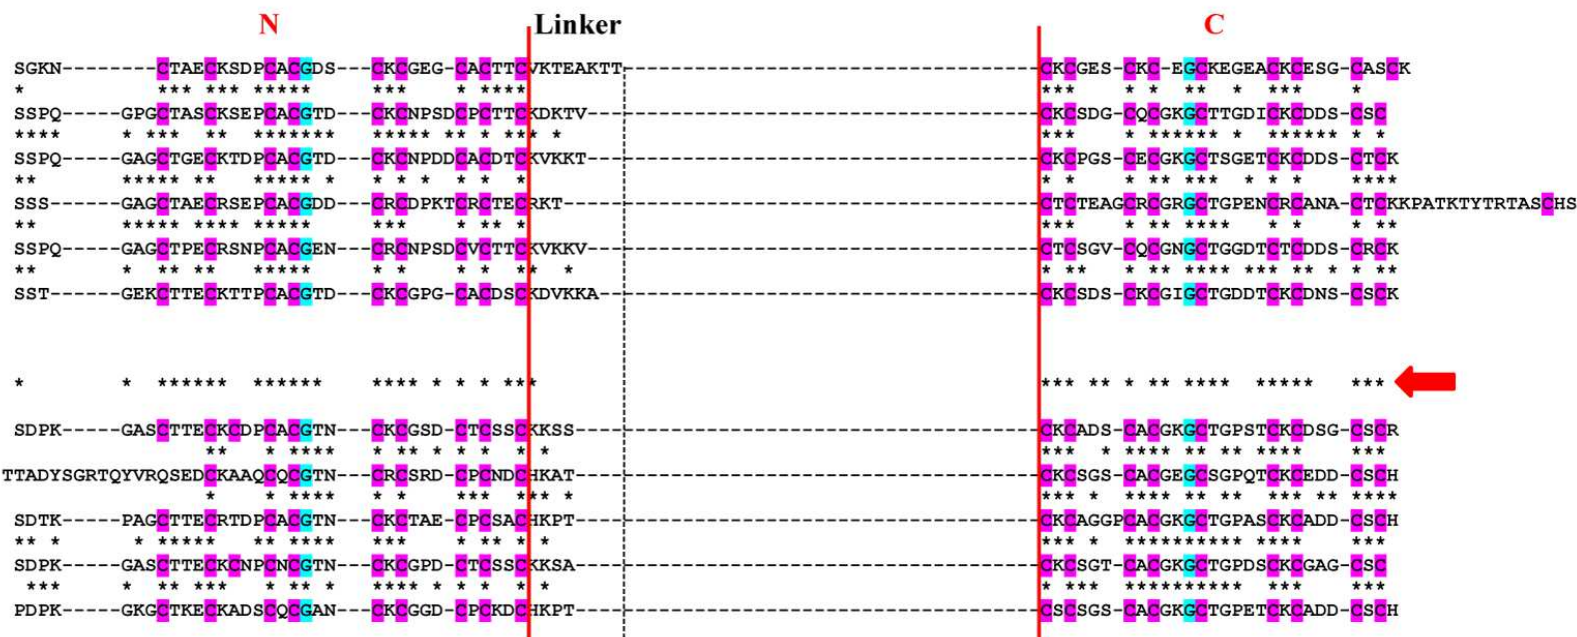 N Linker C
SGKN--------CTAECKSDPCACGDS---CKCGEG-CACTTCVKTEAKTT-----------------------------------CKCGES-CKC-EGCKEGEACKCESG-CASCK
* *** *** ***** *** * **** *** * * ** * *** *
SSPQ-----GPGCTASCKSEPCACGTD---CKCNPSDCPCTTCKDKTV--------------------------------------CKCSDG-CQCGKGCTTGDICKCDDS-CSC
**** * *** ** ******* ***** ** **** * *** * ****** * ****** * *
SSPQ-----GAGCTGECKTDPCACGTD---CKCNPDDCACDTCKVKKT--------------------------------------CKCPGS-CECGKGCTSGETCKCDDS-CTCK
** ***** ** ***** * * * * * * * * * * * ** *** * * * ****
SSS------GAGCTAECRSEPCACGDD---CRCDPKTCRCTECRKT----------------------------------------CTCTEAGCRCGRGCTGPENCRCANA-CTCKKPATKTYTRTASCHS
** ****** **** **** *** * ** * *** * * **** * * **
SSPQ-----GAGCTPECRSNPCACGEN---CRCNPSDCVCTTCKVKKV--------------------------------------CTCSGV-CQCGNGCTGGDTCTCDDS-CRCK
** * ** ** ***** * * * * * * * ** * ** **** *** ** * **
SST------GEKCTTECKTTPCACGTD---CKCGPG-CACDSCKDVKKA-------------------------------------CKCSDS-CKCGIGCTGDDTCKCDNS-CSCK
* * ****** ****** **** * * * *** *** ** * ** **** ***** ***
SDPK-----GASCTTECKCDPCACGTN---CKCGSD-CTCSSCKKSS---------------------------------------CKCADS-CACGKGCTGPSTCKCDSG-CSCR
** * **** * ** * * * * * *** * **** ** ** *** ***
TTADYSGRTQYVRQSEDCKAAQCQCGTN---CRCSRD-CPCNDCHKAT---------------------------------------CKCSGS-CACGEGCSGPQTCKCEDD-CSCH
* * **** * * *** *** * *** * **** ** ** *** ** ****
SDTK-----PAGCTTECRTDPCACGTN---CKCTAE-CPCSACHKPT---------------------------------------CKCAGGPCACGKGCTGPASCKCADD-CSCH
** * * ***** ** **** *** * ** * * *** ********** **** ***
SDPK-----GASCTTECKCNPCNCGTN---CKCGPD-CTCSSCKKSA---------------------------------------CKCSGT-CACGKGCTGPDSCKCGAG-CSC
*** * ** *** * * * **** * * * * * *** ********** *** **
PDPK-----GKGCTKECKADSCQCGAN---CKCGGD-CPCKDCHKPT---------------------------------------CSCSGS-CACGKGCTGPETCKCADD-CSCH